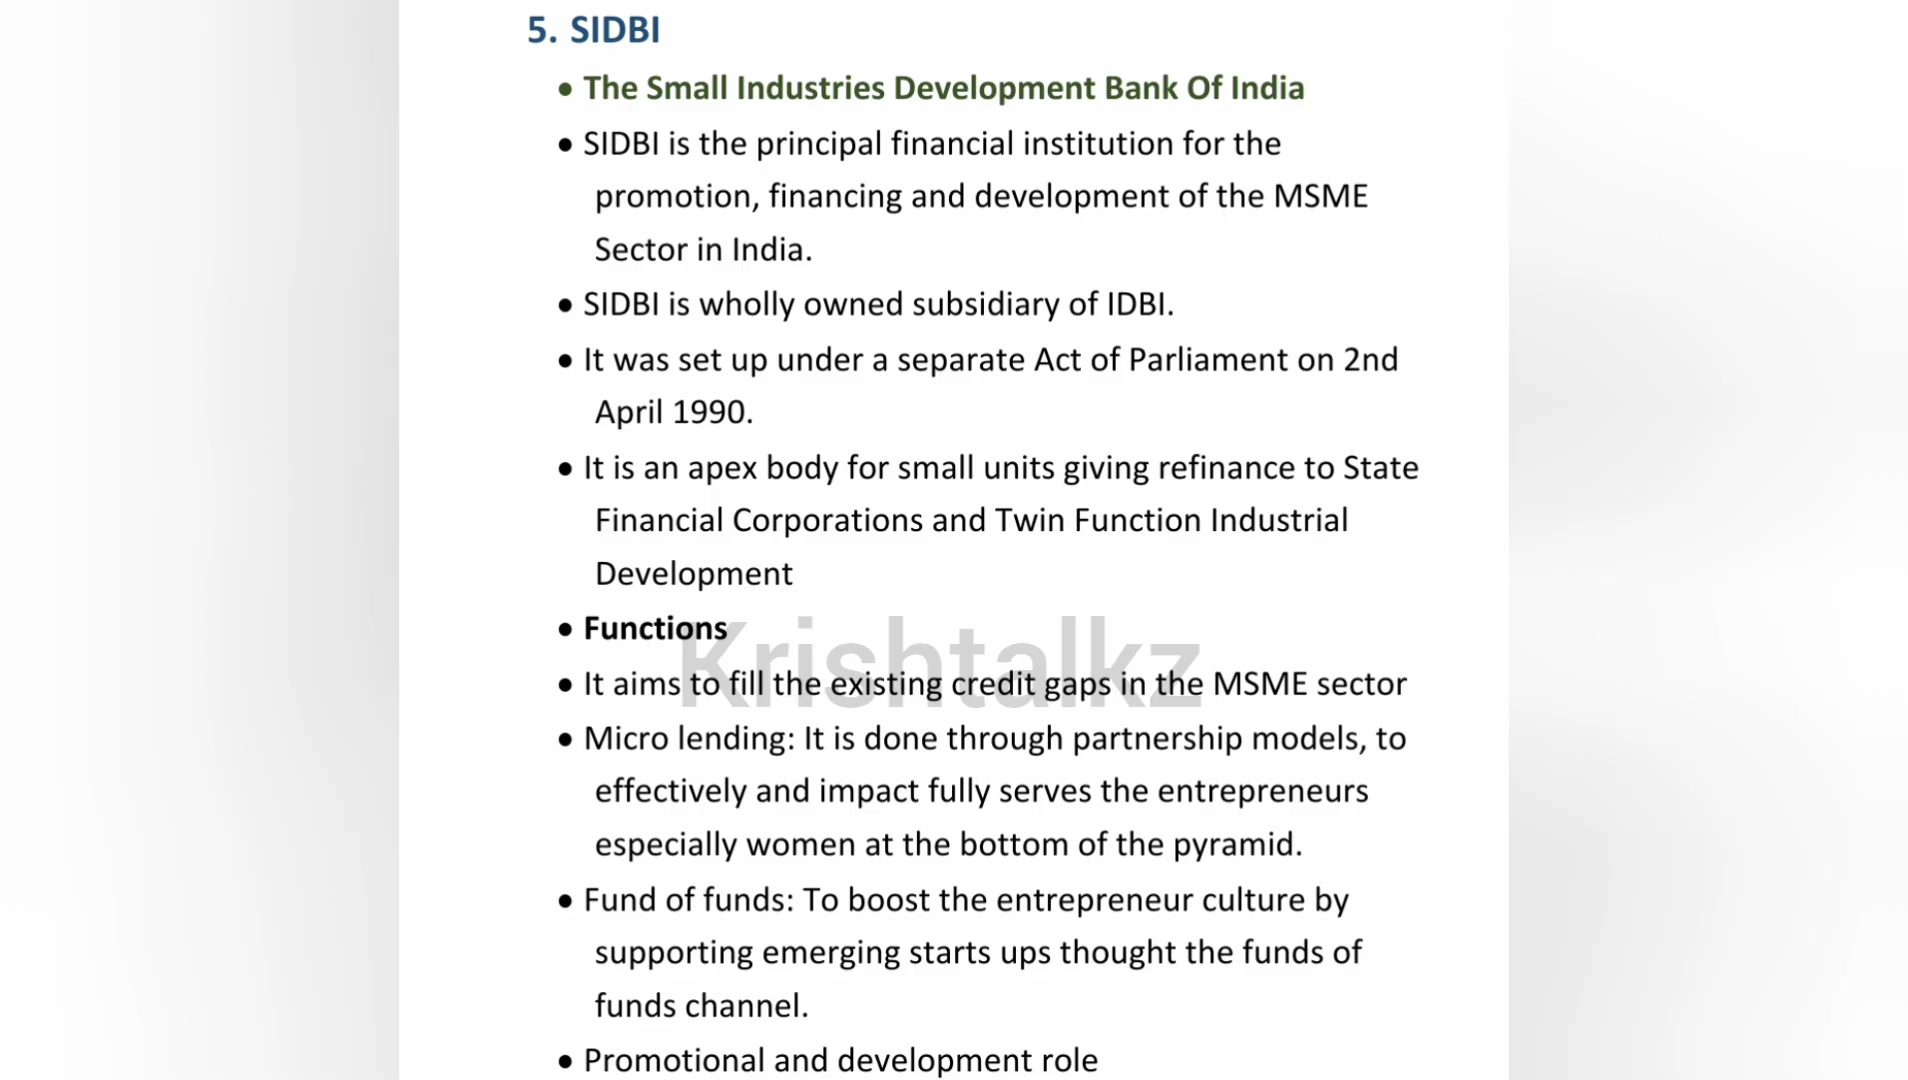 5. SIDBI
• The Small Industries Development Bank Of India
• SIDBI is the principal financial institution for the
promotion, financing and development of the MSME
Sector in India.
• SIDBI is wholly owned subsidiary of IDBI.
• It was set up under a separate Act of Parliament on 2nd
April 1990.
• It is an apex body for small units giving refinance to State
Financial Corporations and Twin Function Industrial
Development
• Functions
Krishtalkz
• It aims to fill the existing credit gaps in the MSME sector
• Micro lending: It is done through partnership models, to
effectively and impact fully serves the entrepreneurs
especially women at the bottom of the pyramid.
• Fund of funds: To boost the entrepreneur culture by
supporting emerging starts ups thought the funds of
funds channel.
• Promotional and development role